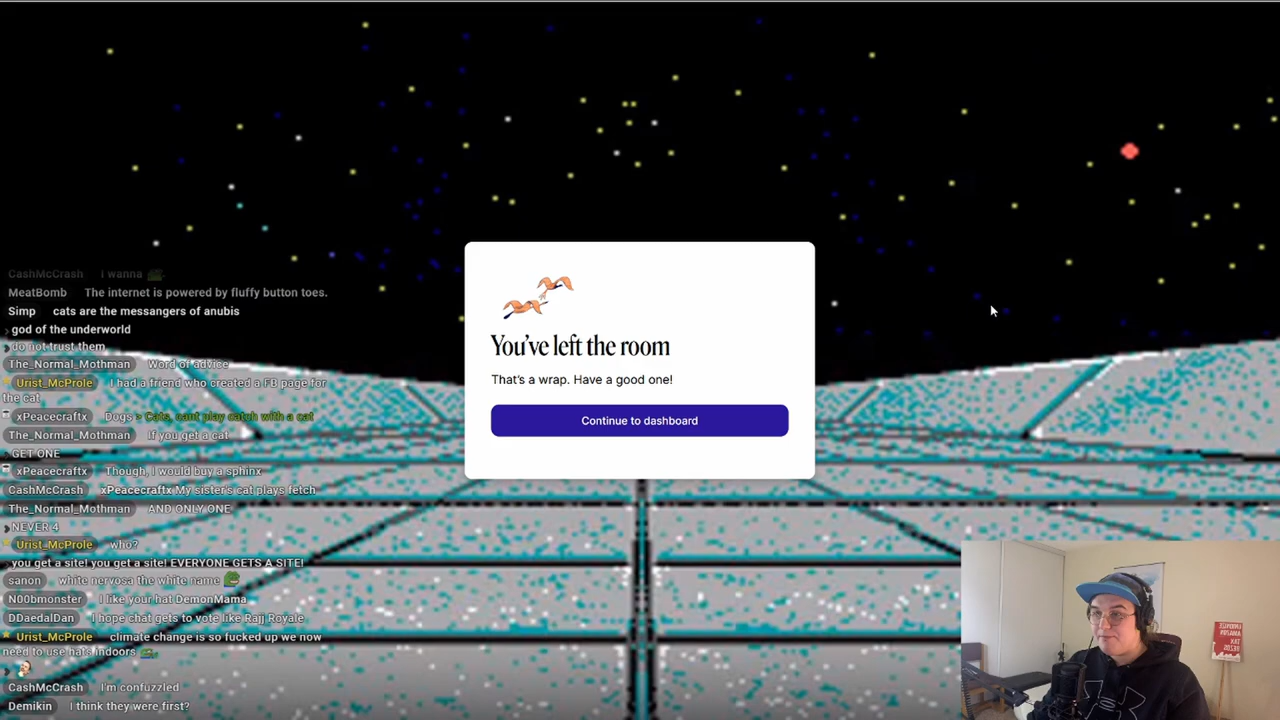 CashMcCrash I wanna
MeatBomb The internet is powered by fluffy button toes.
Simp cats are the messangers of anubis
god of the underworld
do not trust them
The_Normal_Mothman Word of advice
Urist_McProle I had a friend who created a FB page for
the cat
xPeacecraftx Dogs > Cats, cant play catch with a cat
The_Normal_Mothman If you get a cat
GET ONE
xPeacecraftx Though, I would buy a sphinx
CashMcCrash xPeacecraftx My sister's cat plays fetch
The_Normal_Mothman AND ONLY ONE
NEVER 4
Urist_McProle who?
you get a site! you get a site! EVERYONE GETS A SITE!
sanon white nervosa the white name
N00bmonster I like your hat DemonMama
DDaedalDan I hope chat gets to vote like Rajj Royale
Urist_McProle climate change is so fucked up we now
need to use hats indoors
CashMcCrash I'm confuzzled
Demikin I think they were first?
You've left the room
That's a wrap. Have a good one!
Continue to dashboard